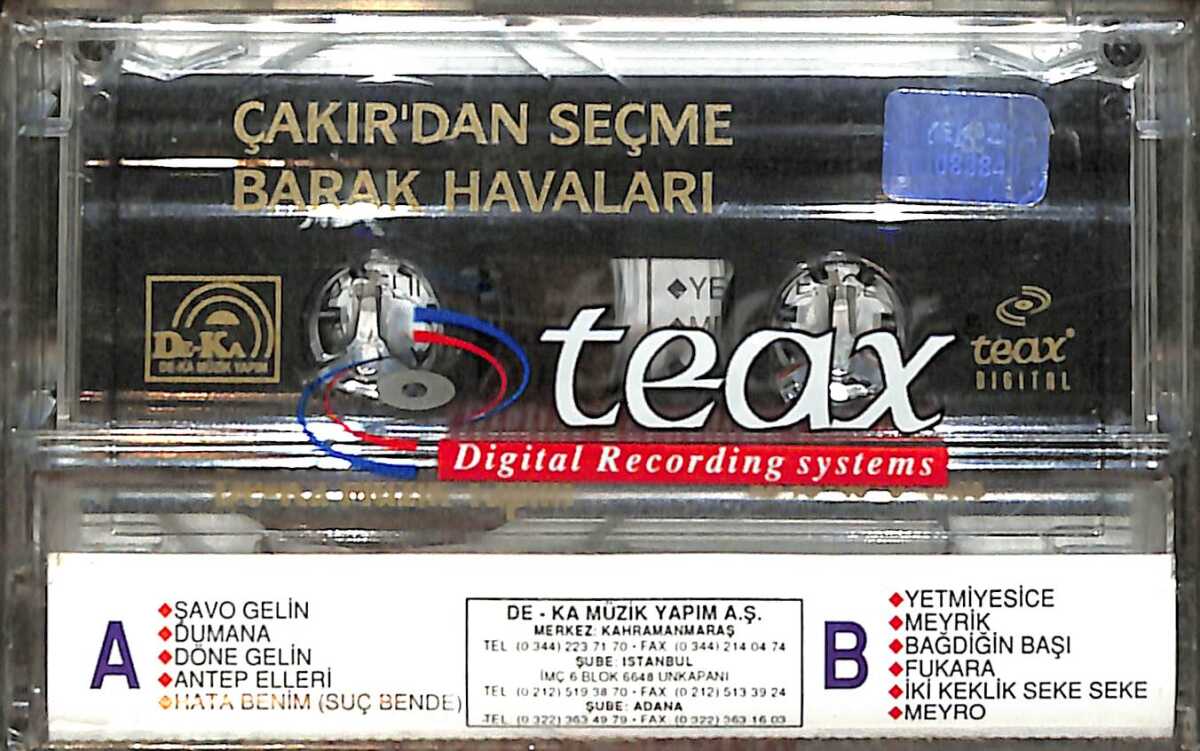 ÇAKIR'DAN SEÇME
BARAK HAVALARI
DE-KA
DE-KA MÜZİK YAPIM
teax
Digital Recording systems
teax®
DIGITAL
A
ŞAVO GELİN
DUMANA
DÖNE GELİN
ANTEP ELLERİ
HATA BENİM (SUÇ BENDE)
DE - KA MÜZİK YAPIM A.Ş.
MERKEZ: KAHRAMANMARAŞ
TEL (0 344) 223 71 70 • FAX (0 344) 214 04 74
ŞUBE: İSTANBUL
İMÇ 6 BLOK 6648 UNKAPANI
TEL (0 212) 519 38 70 • FAX (0 212) 513 39 24
ŞUBE: ADANA
TEL (0 322) 363 49 79 • FAX (0 322) 363 16 03
B
YETMİYESİCE
MEYRİK
BAĞDIĞIN BAŞI
FUKARA
İKİ KEKLİK SEKE SEKE
MEYRO